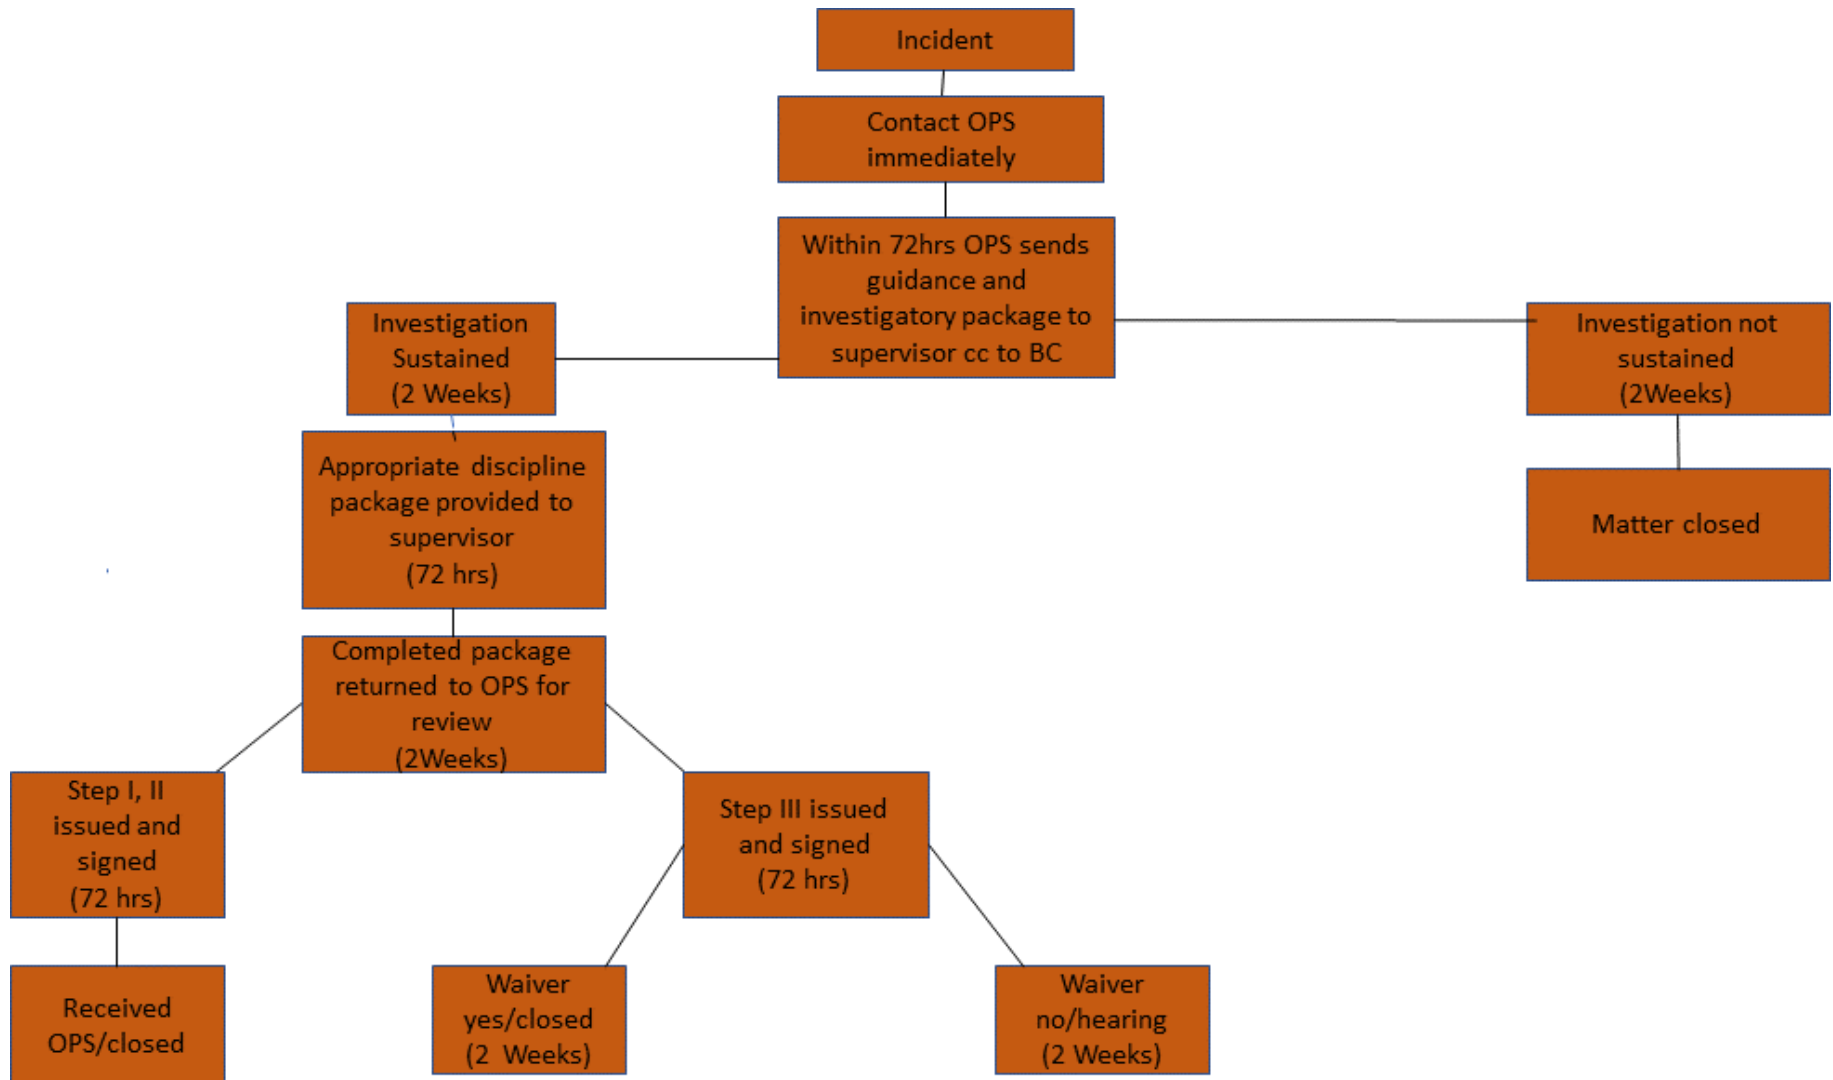 Incident
Contact OPS
immediately
Within 72hrs OPS sends
guidance and
investigatory package to
supervisor cc to BC
Investigation
Sustained
(2 Weeks)
Investigation not
sustained
(2Weeks)
Appropriate discipline
package provided to
supervisor
(72 hrs)
Matter closed
Completed package
returned to OPS for
review
(2Weeks)
Step I, II
issued and
signed
(72 hrs)
Step III issued
and signed
(72 hrs)
Received
OPS/closed
Waiver
yes/closed
(2 Weeks)
Waiver
no/hearing
(2 Weeks)